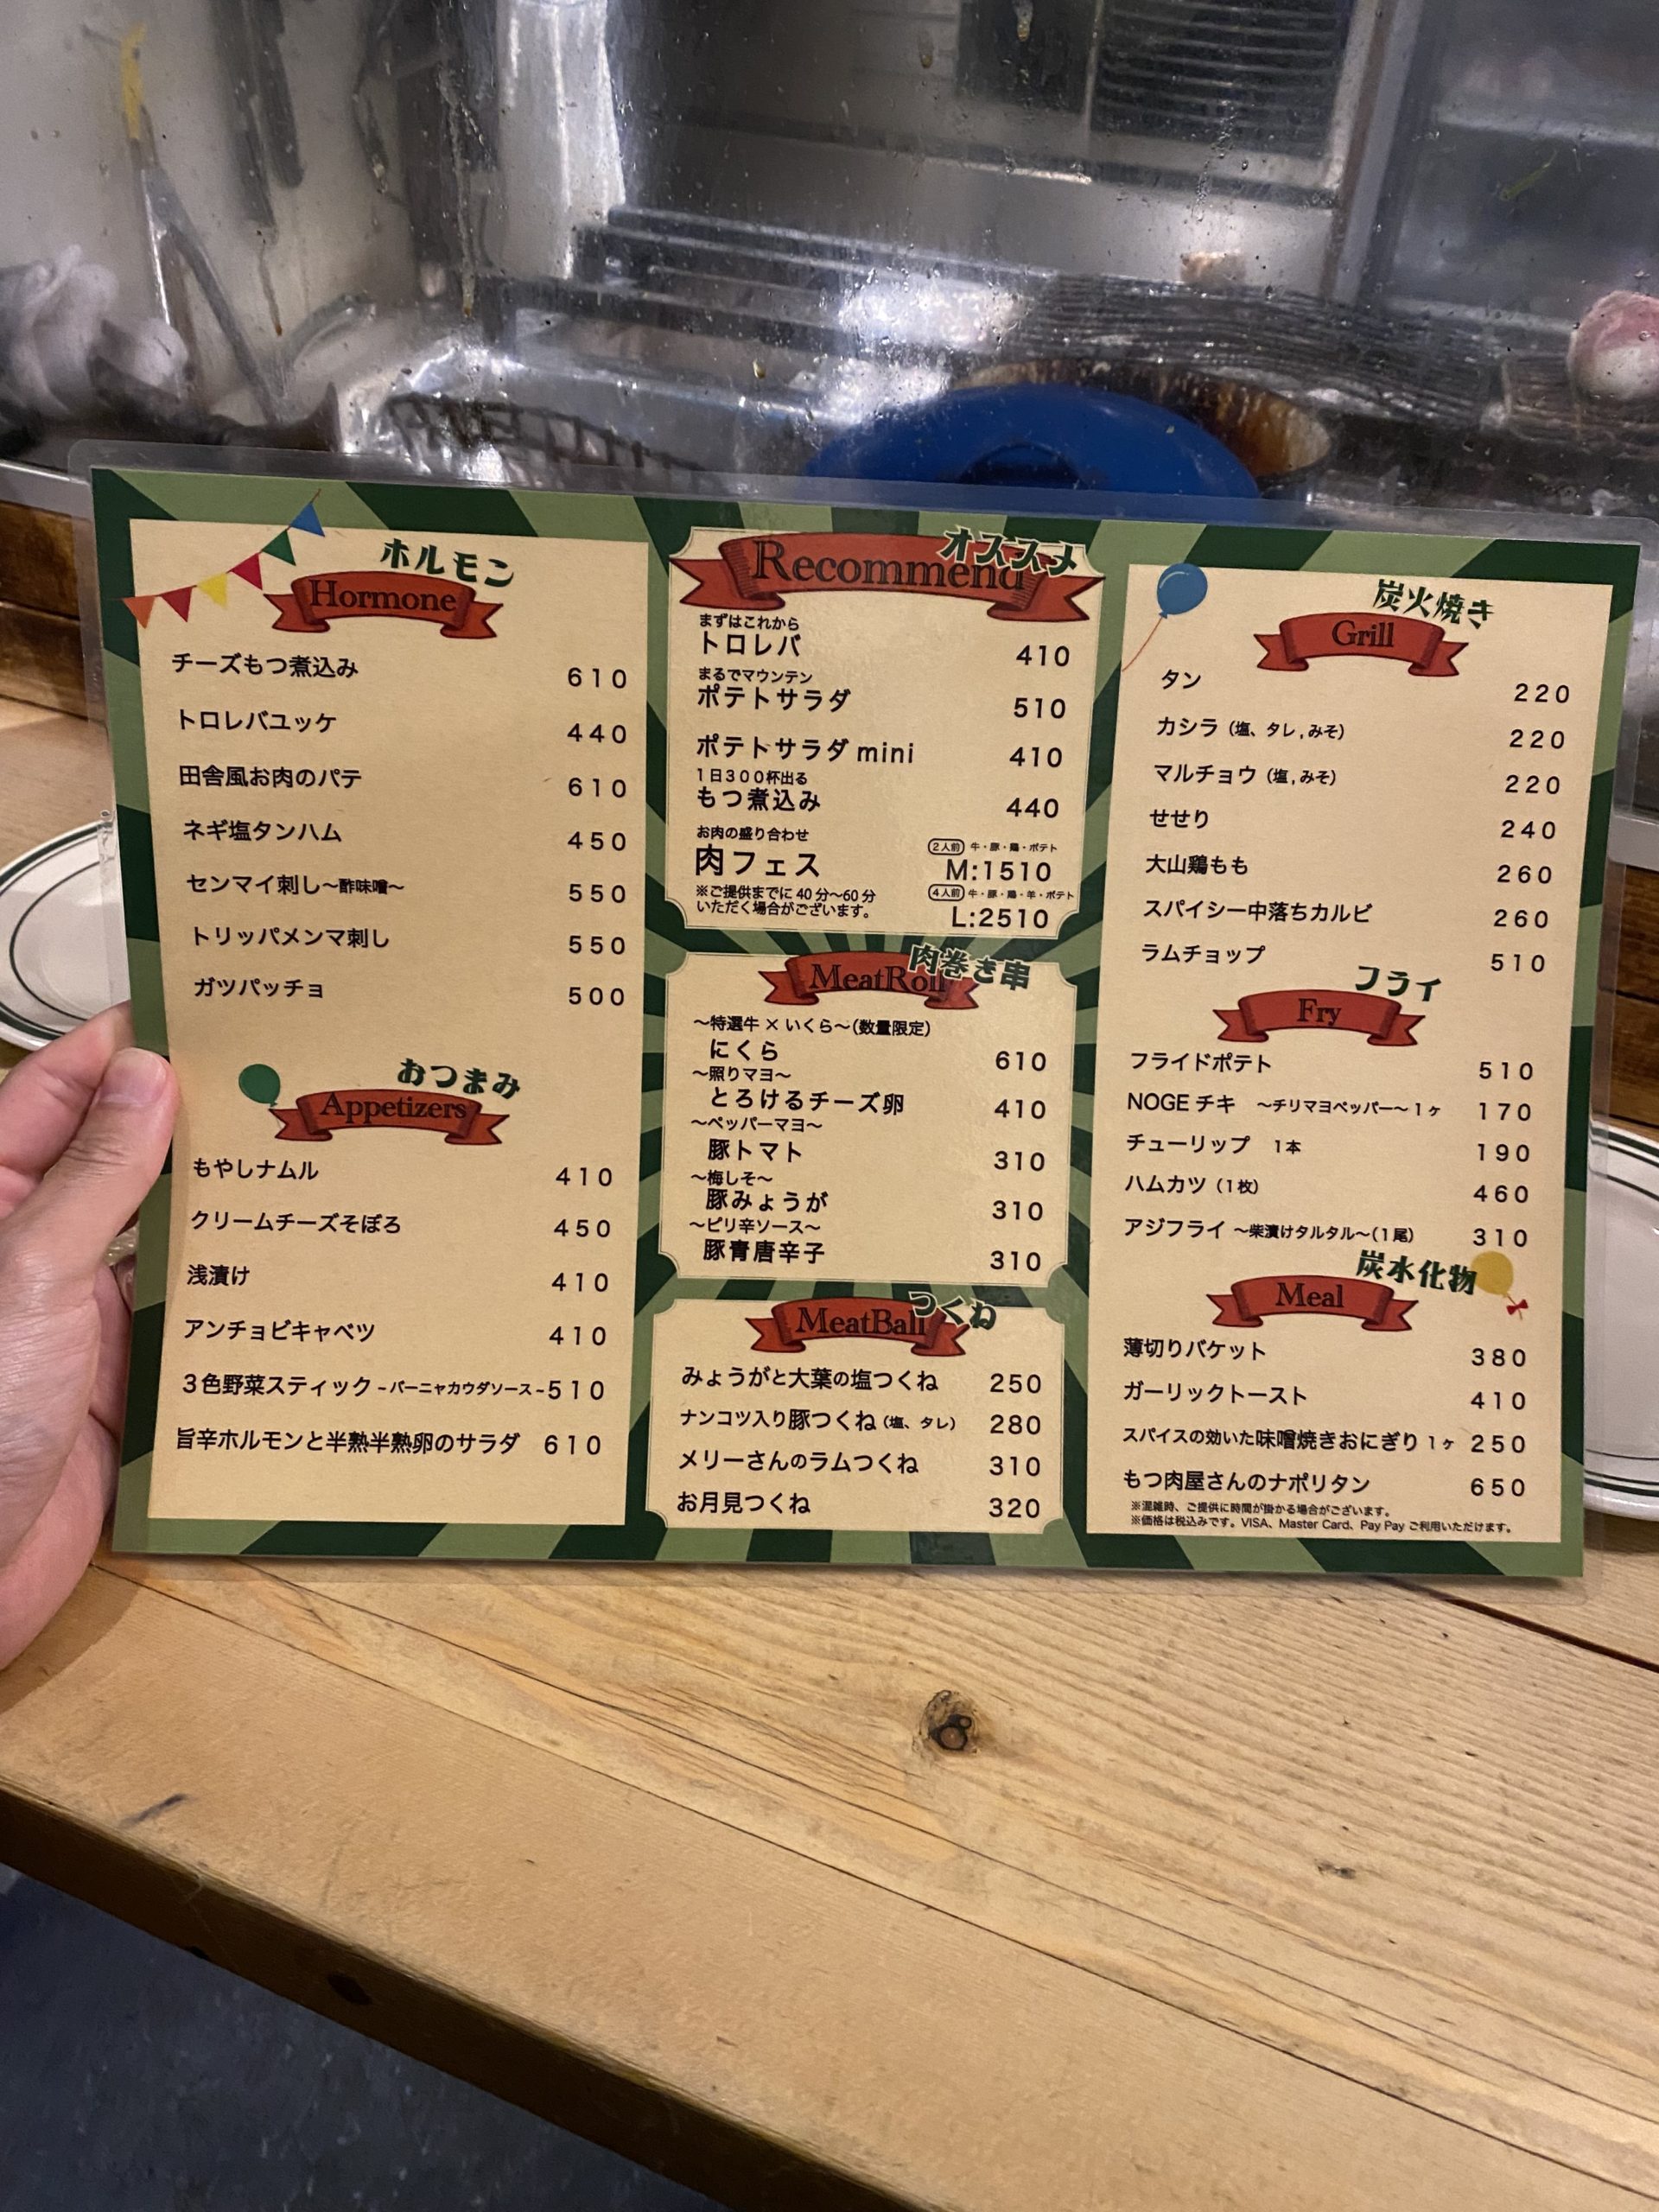 ホルモン
Hormone
チーズもつ煮込み 610
トロレバユッケ 440
田舎風お肉のパテ 610
ネギ塩タンハム 450
センマイ刺し～酢味噌～ 550
トリッパメンマ刺し 550
ガツパッチョ 500
おつまみ
Appetizers
もやしナムル 410
クリームチーズそぼろ 450
浅漬け 410
アンチョビキャベツ 410
3色野菜スティック-バーニャカウダソース-510
旨辛ホルモンと半熟半熟卵のサラダ 610
オススメ
Recommend
まずはこれから
トロレバ 410
まるでマウンテン
ポテトサラダ 510
ポテトサラダ mini 410
1日300杯出る
もつ煮込み 440
お肉の盛り合わせ
肉フェス
2人前 牛・豚・鶏・ポテト
M:1510
4人前 牛・豚・鶏・羊・ポテト
L:2510
※ご提供までに 40分～60分
いただく場合がございます。
肉巻き串
MeatRoll
～特選牛×いくら～(数量限定)
にくら 610
～照りマヨ～
とろけるチーズ卵 410
～ペッパーマヨ～
豚トマト 310
～梅しそ～
豚みょうが 310
～ピリ辛ソース～
豚青唐辛子 310
つくね
MeatBall
みょうがと大葉の塩つくね 250
ナンコツ入り豚つくね(塩、タレ) 280
メリーさんのラムつくね 310
お月見つくね 320
炭火焼き
Grill
タン 220
カシラ(塩、タレ,みそ) 220
マルチョウ(塩,みそ) 220
せせり 240
大山鶏もも 260
スパイシー中落ちカルビ 260
ラムチョップ 510
フライ
Fry
フライドポテト 510
NOGE チキ ～チリマヨペッパー～1ヶ 170
チューリップ 1本 190
ハムカツ(1枚) 460
アジフライ ～柴漬けタルタル～(1尾) 310
炭水化物
Meal
薄切りバケット 380
ガーリックトースト 410
スパイスの効いた味噌焼きおにぎり 1ヶ 250
もつ肉屋さんのナポリタン 650
※混雑時、ご提供に時間が掛かる場合がございます。
※価格は税込みです。VISA、Master Card、Pay Pay ご利用いただけます。